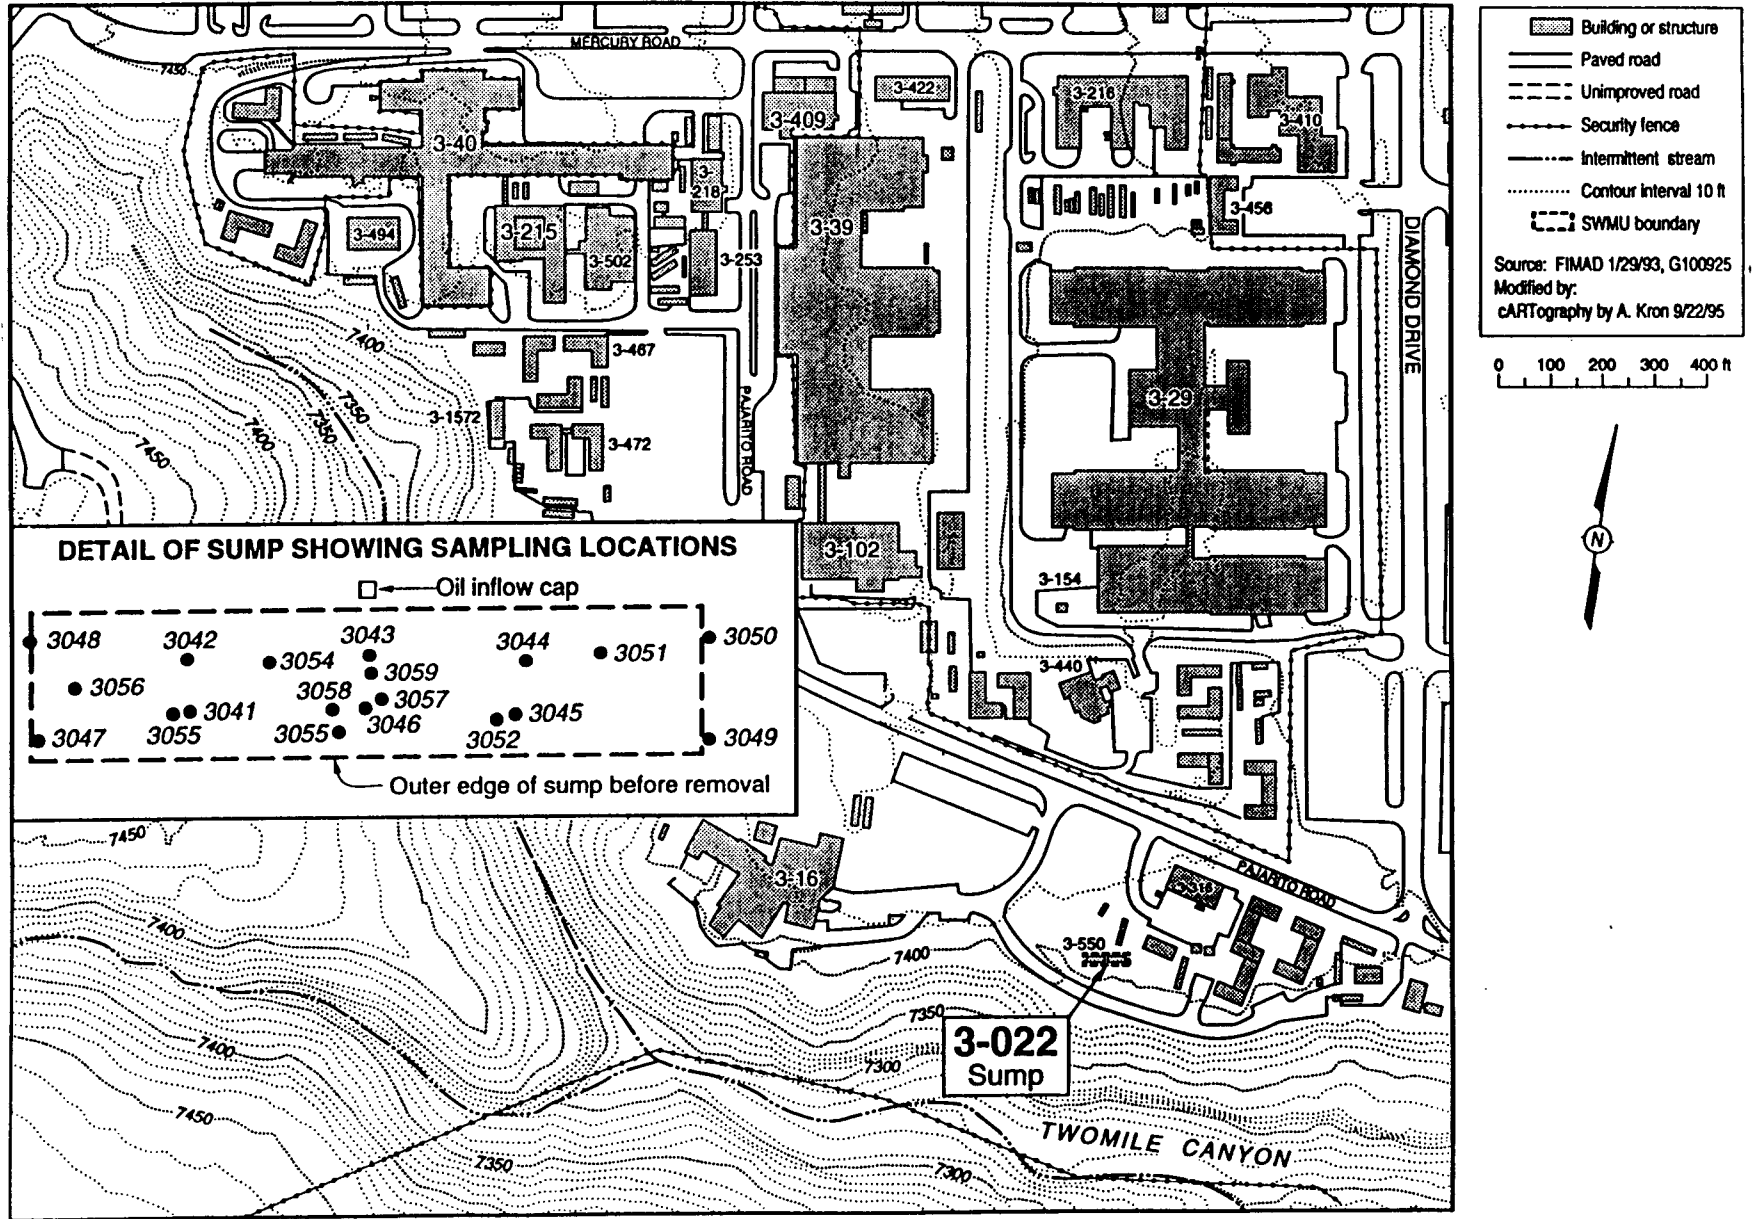 MERCURY ROAD
7450
3-40
3-409
3-422
3-216
3-410
3-218
3-494
3-215
3-502
3-253
3-39
3-456
DIAMOND DRIVE
7400
3-467
7350
7350
7400
7450
3-1572
3-472
PAJARITO ROAD
3-29
3-102
3-154
3-440
DETAIL OF SUMP SHOWING SAMPLING LOCATIONS
Oil inflow cap
3048
3042
3054
3043
3059
3044
3051
3050
3056
3058
3057
3041
3055
3055
3046
3052
3045
3047
3049
Outer edge of sump before removal
7450
3-16
PAJARITO ROAD
3-316
7400
3-550
7400
7350
3-022
Sump
7400
7300
7450
7350
7300
TWOMILE CANYON
Building or structure
Paved road
Unimproved road
Security fence
Intermittent stream
Contour interval 10 ft
SWMU boundary
Source: FIMAD 1/29/93, G100925
Modified by:
cARTography by A. Kron 9/22/95
0 100 200 300 400 ft
N